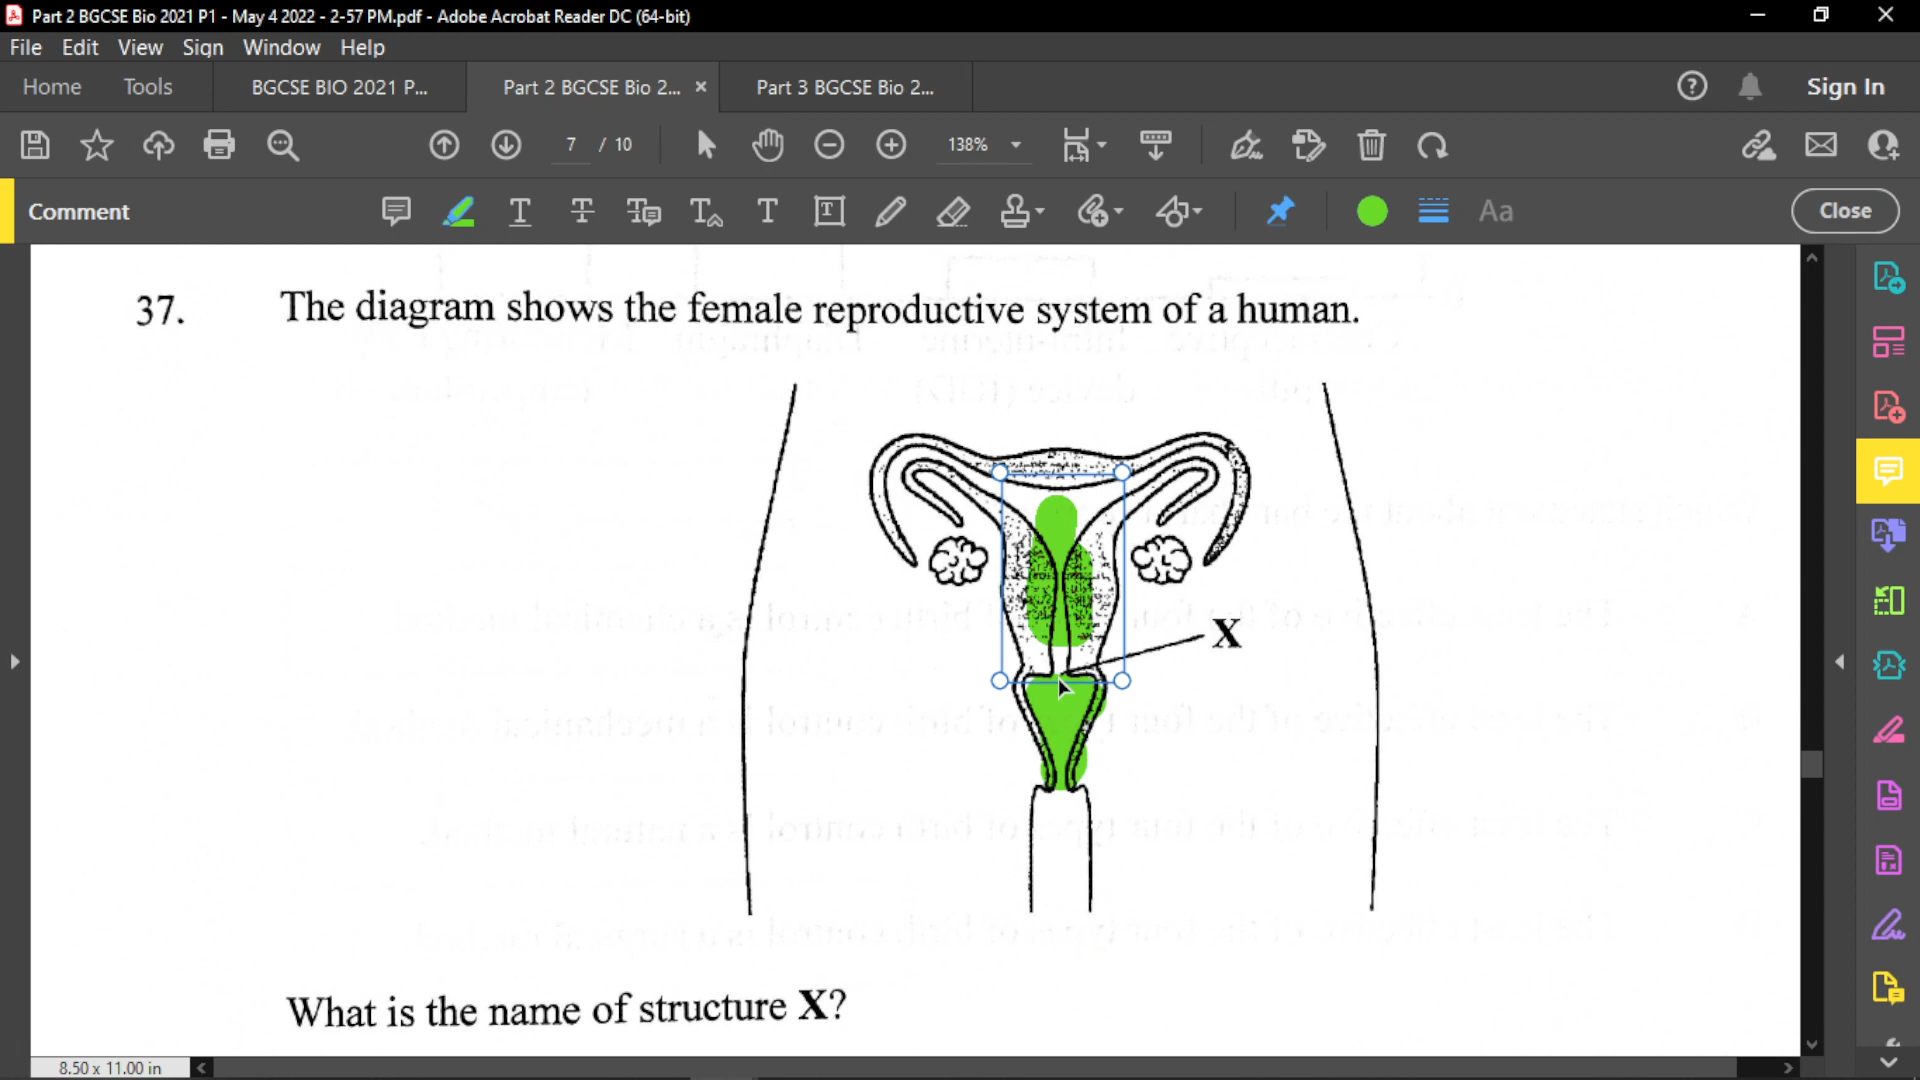 Part 2 BGCSE Bio 2021 P1 - May 4 2022 - 2-57 PM.pdf - Adobe Acrobat Reader DC (64-bit)
File Edit View Sign Window Help
Home Tools BGCSE BIO 2021 P... Part 2 BGCSE Bio 2... Part 3 BGCSE Bio 2... Sign In
7 / 10 138%
Comment Aa Close
37. The diagram shows the female reproductive system of a human.
X
What is the name of structure X?
8.50 x 11.00 in